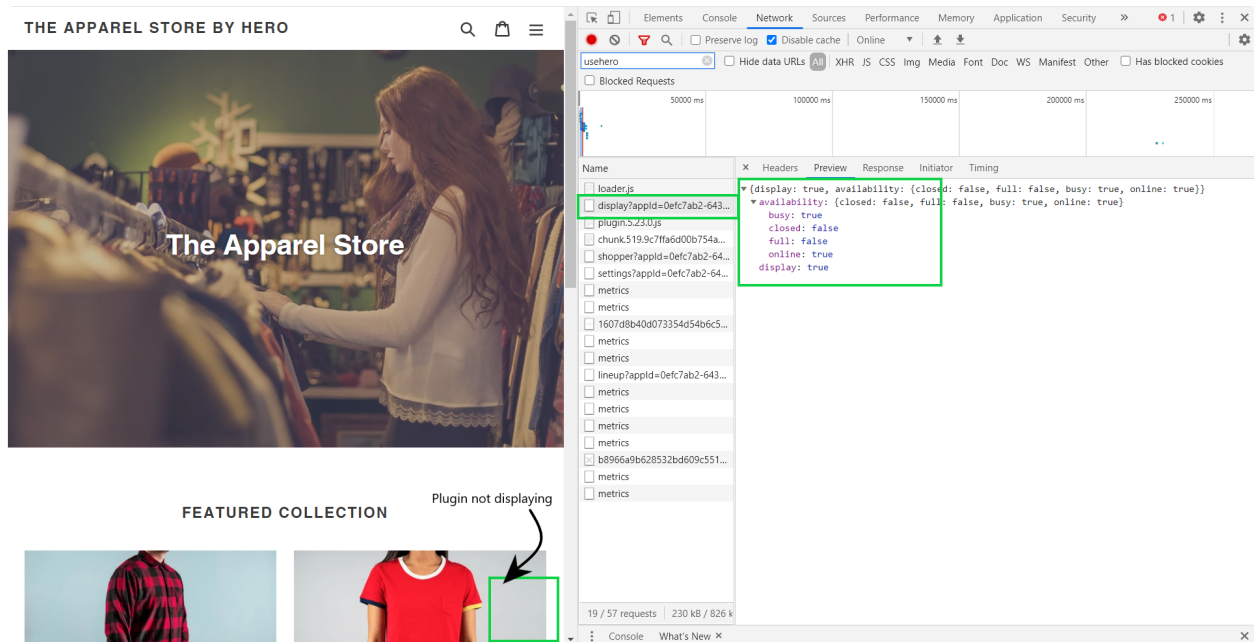 THE APPAREL STORE BY HERO
The Apparel Store
Plugin not displaying
FEATURED COLLECTION
Elements Console Network Sources Performance Memory Application Security » 1
Preserve log Disable cache Online
usehero Hide data URLs All XHR JS CSS Img Media Font Doc WS Manifest Other Has blocked cookies
Blocked Requests
50000 ms 100000 ms 150000 ms 200000 ms 250000 ms
Name
loader.js
display?appId=0efc7ab2-643...
plugin.5.23.0.js
chunk.519.9c7ffa6d00b754a...
shopper?appId=0efc7ab2-64...
settings?appId=0efc7ab2-64...
metrics
metrics
1607d8b40d073354d54b6c5...
metrics
metrics
lineup?appId=0efc7ab2-643...
metrics
metrics
metrics
metrics
b8966a9b628532bd609c551...
metrics
metrics
× Headers Preview Response Initiator Timing
{display: true, availability: {closed: false, full: false, busy: true, online: true}}
availability: {closed: false, full: false, busy: true, online: true}
busy: true
closed: false
full: false
online: true
display: true
19 / 57 requests 230 kB / 826 k
Console What's New ×